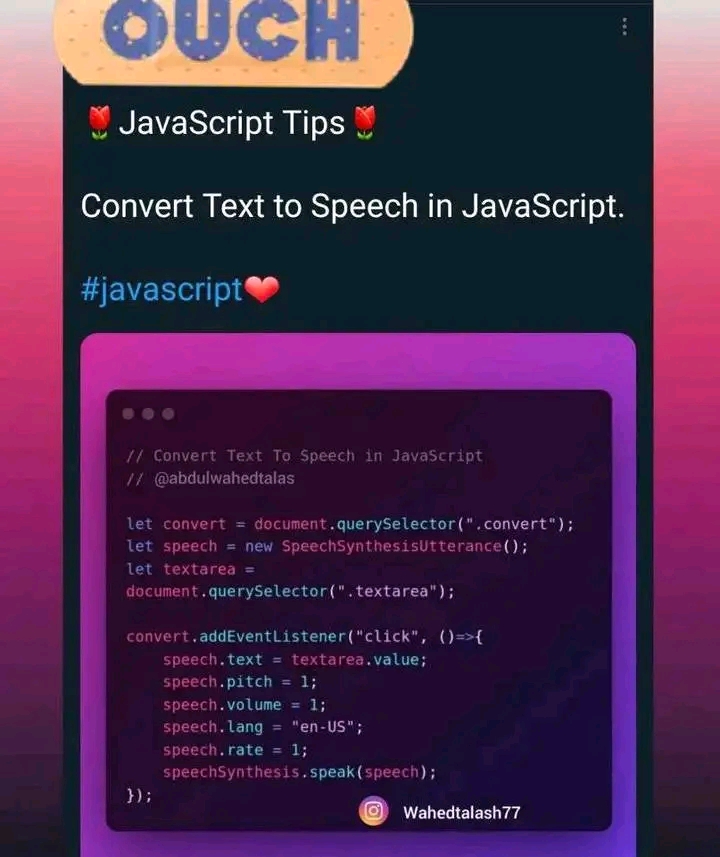 OUCH
🌷JavaScript Tips🌷
Convert Text to Speech in JavaScript.
#javascript❤️
// Convert Text To Speech in JavaScript
// @abdulwahedtalas
let convert = document.querySelector(".convert");
let speech = new SpeechSynthesisUtterance();
let textarea =
document.querySelector(".textarea");
convert.addEventListener("click", ()=>{
    speech.text = textarea.value;
    speech.pitch = 1;
    speech.volume = 1;
    speech.lang = "en-US";
    speech.rate = 1;
    speechSynthesis.speak(speech);
});
Wahedtalash77